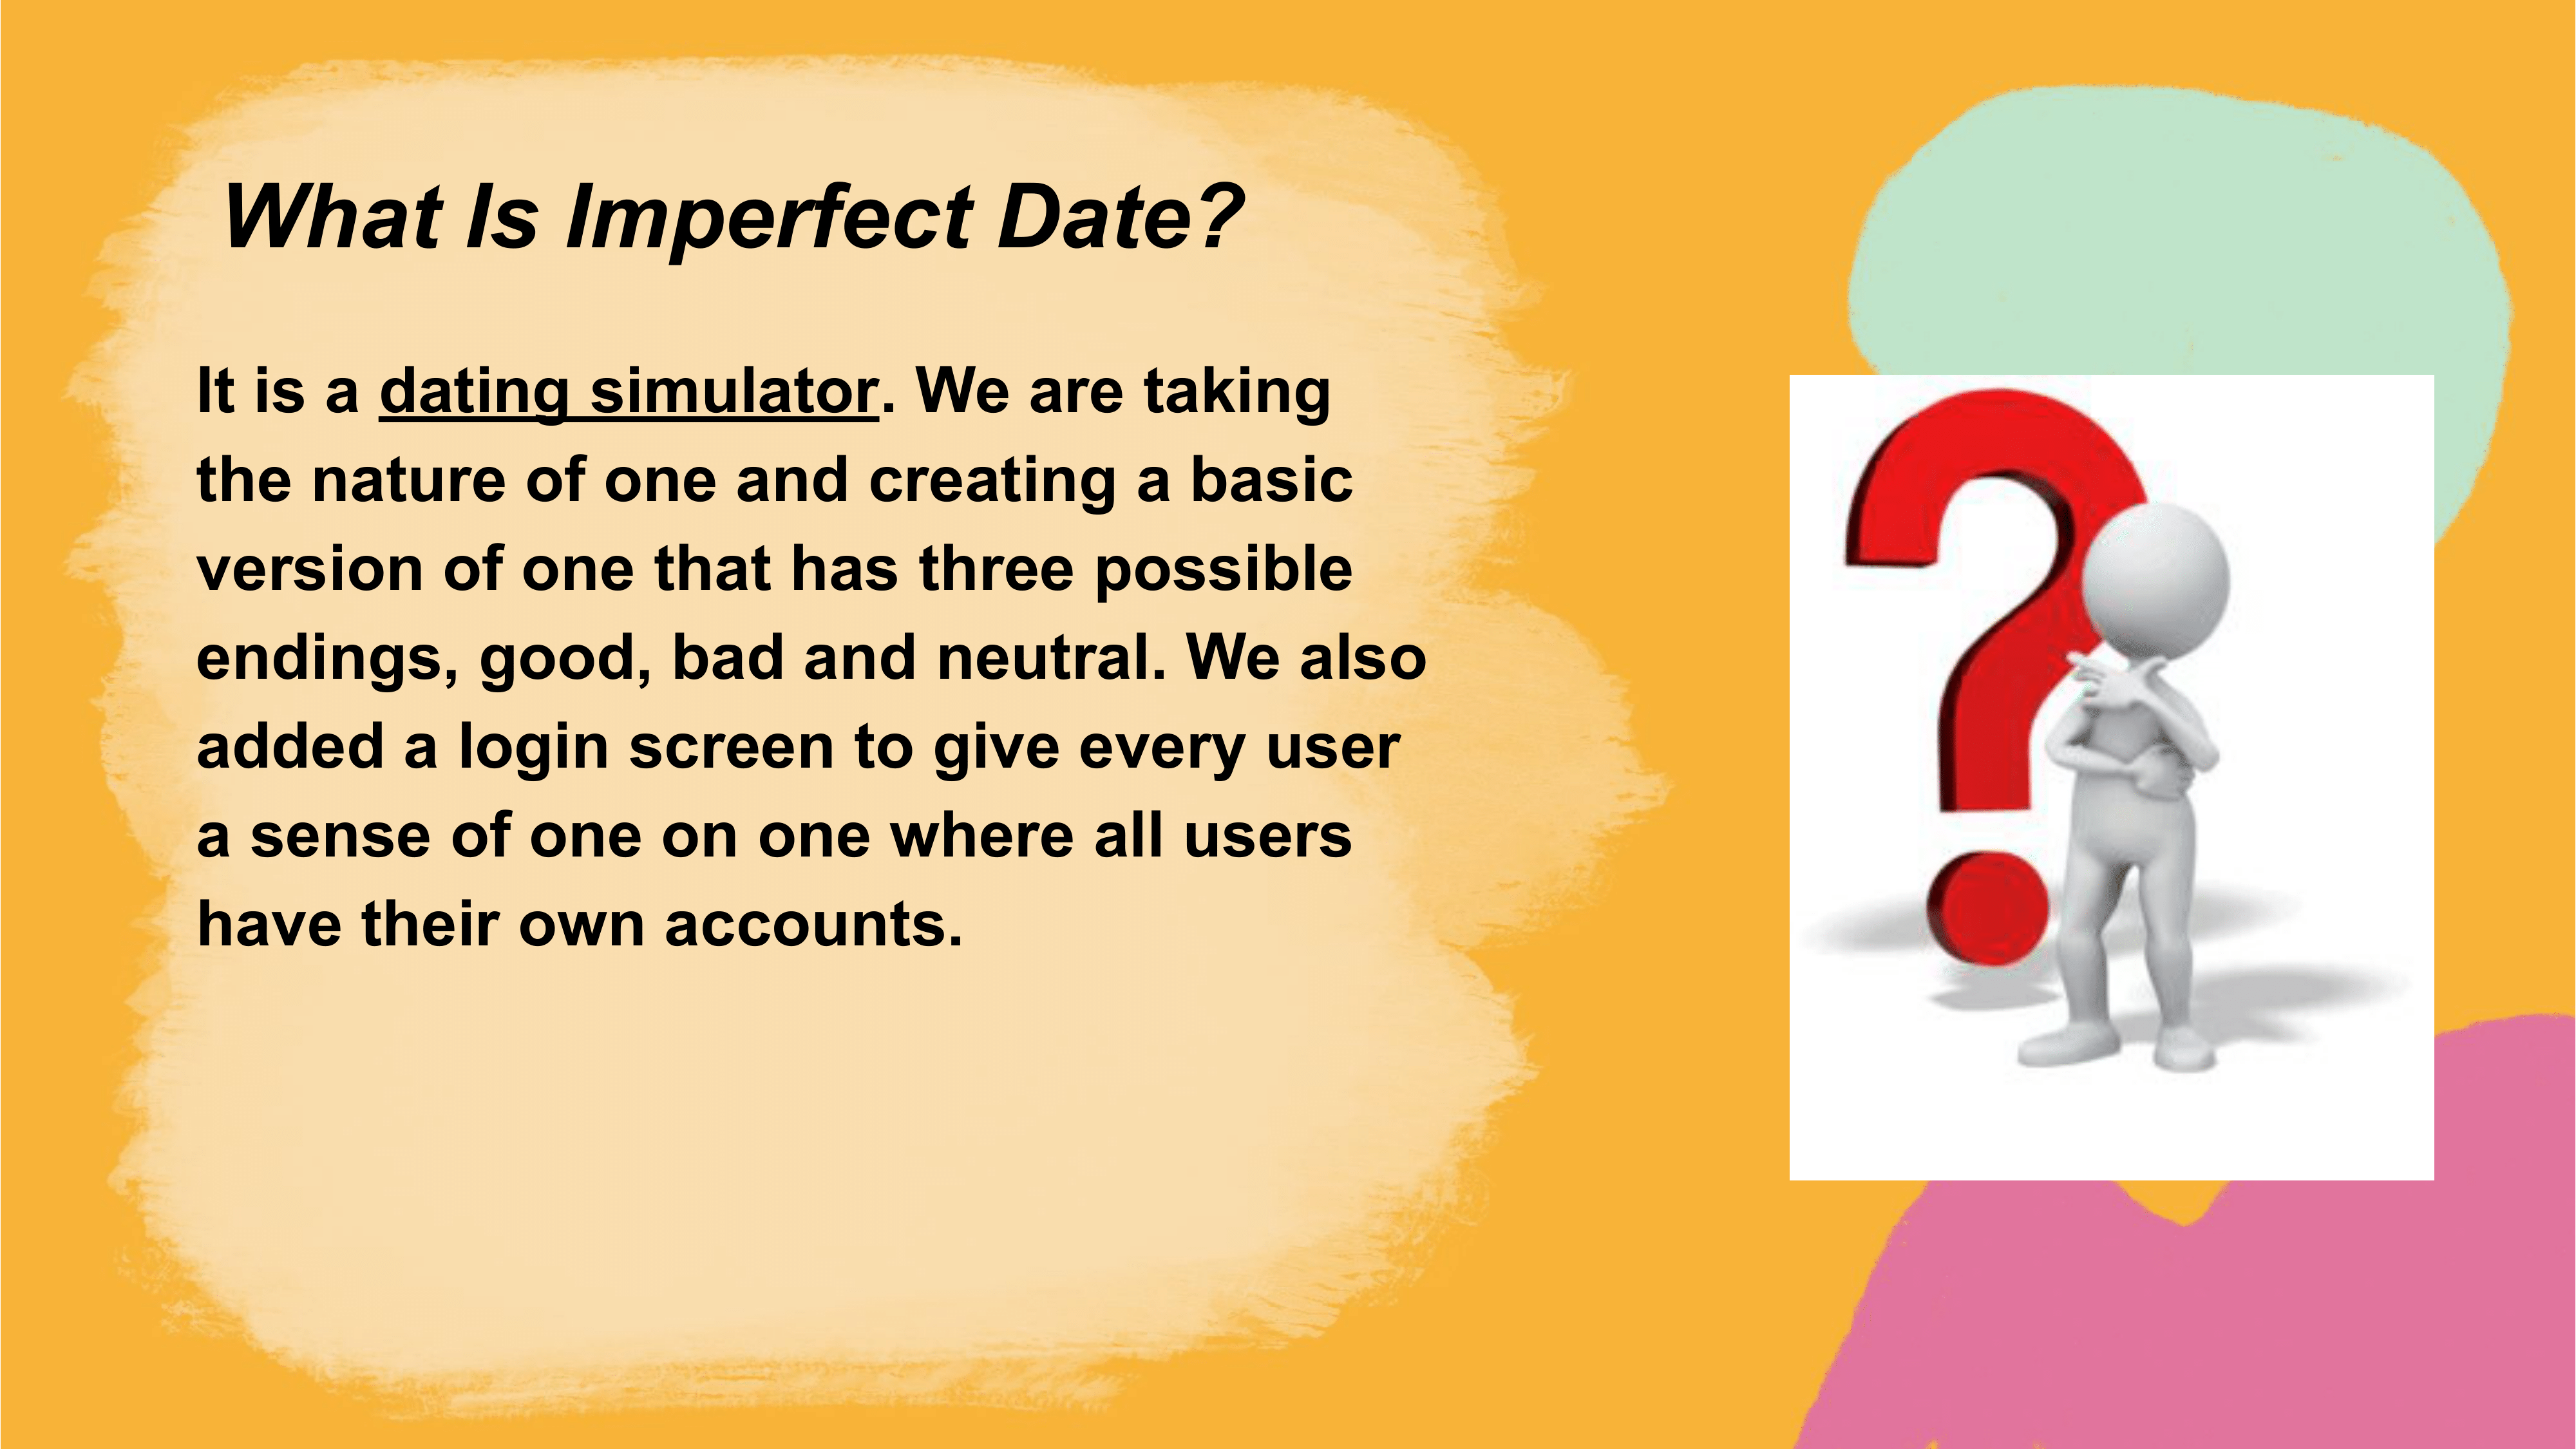 What Is Imperfect Date?
It is a dating simulator. We are taking
the nature of one and creating a basic
version of one that has three possible
endings, good, bad and neutral. We also
added a login screen to give every user
a sense of one on one where all users
have their own accounts.